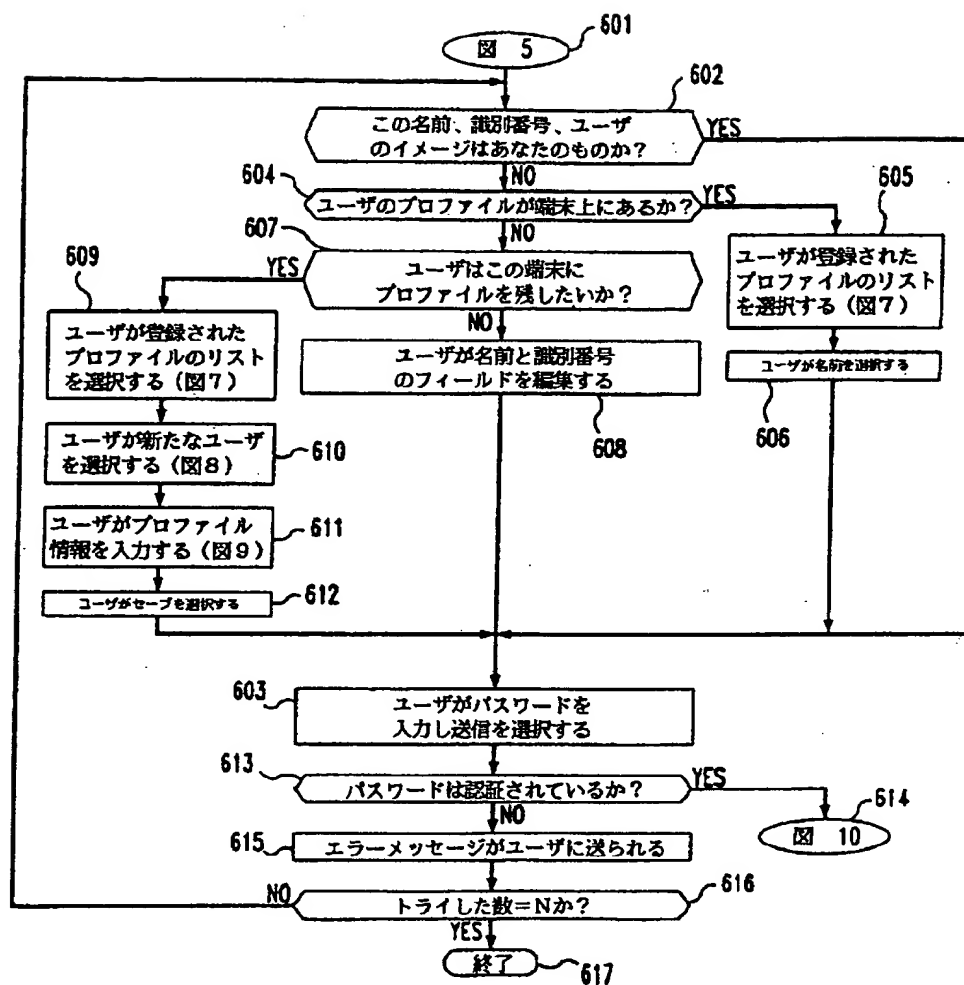 601
図 5
602
この名前、識別番号、ユーザ
のイメージはあなたのものか?
YES
NO
604
ユーザのプロファイルが端末上にあるか?
YES
605
NO
607
609
YES
ユーザはこの端末に
プロファイルを残したいか?
ユーザが登録された
プロファイルのリスト
を選択する(図7)
NO
ユーザが登録された
プロファイルのリスト
を選択する(図7)
ユーザが名前と識別番号
のフィールドを編集する
ユーザが名前を選択する
606
608
ユーザが新たなユーザ
を選択する(図8)
610
ユーザがプロファイル
情報を入力する(図9)
611
ユーザがセーブを選択する
612
603
ユーザがパスワードを
入力し送信を選択する
613
パスワードは認証されているか?
YES
614
NO
図 10
615
エラーメッセージがユーザに送られる
616
NO
トライした数=Nか?
YES
終了
617